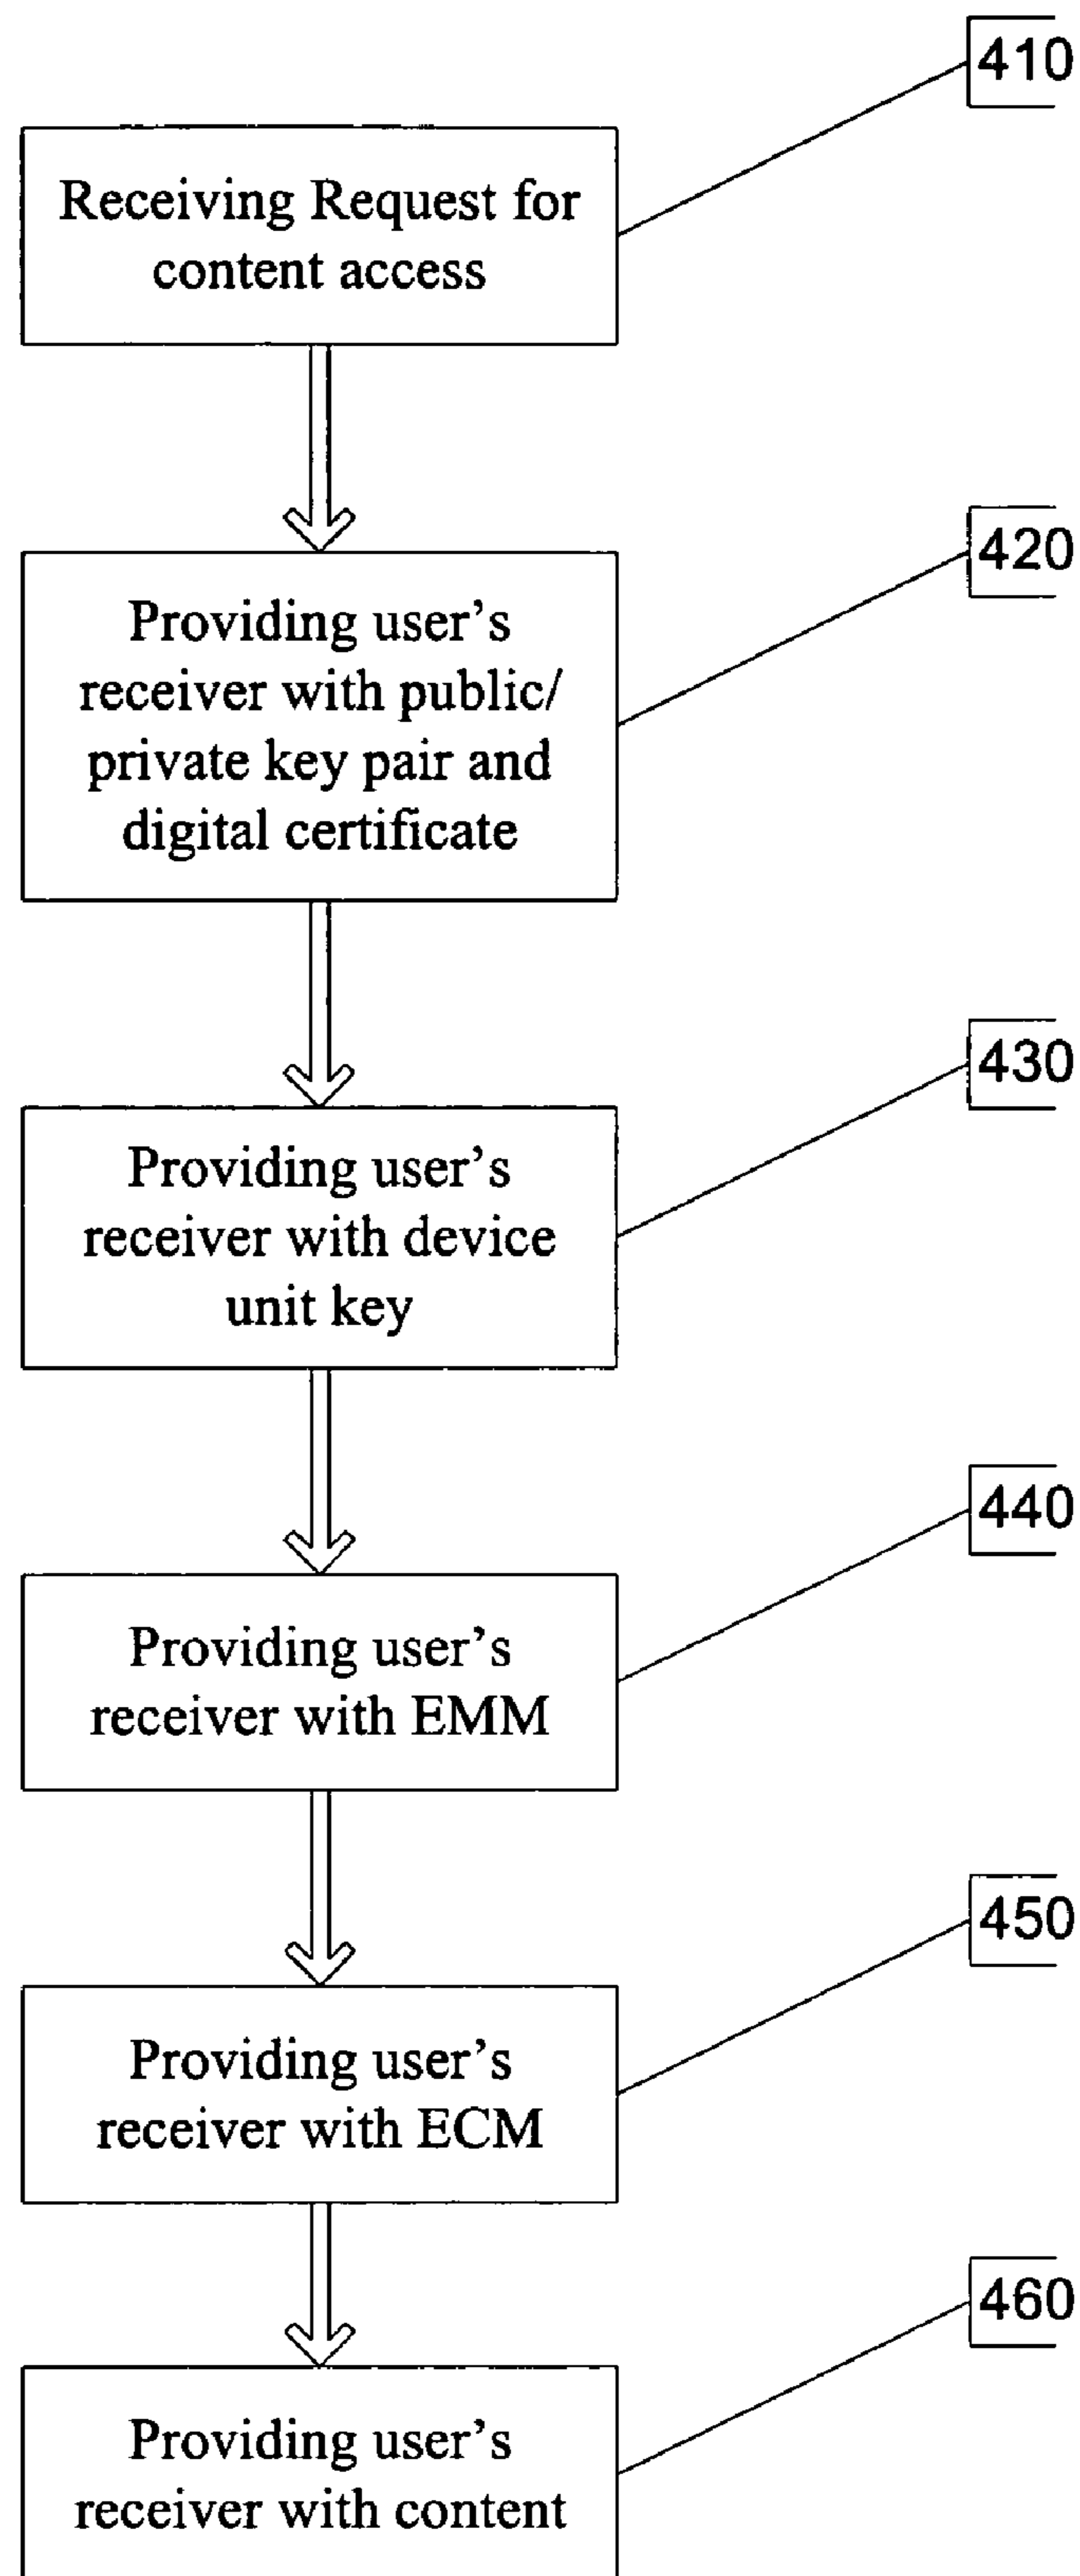 410
Receiving Request for
content access
420
Providing user's
receiver with public/
private key pair and
digital certificate
430
Providing user's
receiver with device
unit key
440
Providing user's
receiver with EMM
450
Providing user's
receiver with ECM
460
Providing user's
receiver with content